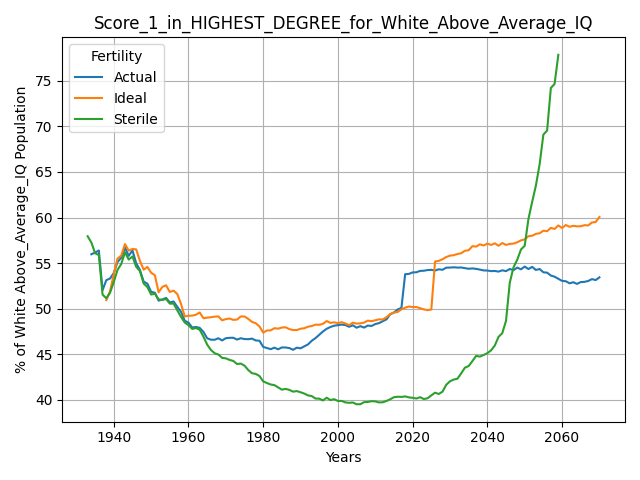 Score_1_in_HIGHEST_DEGREE_for_White_Above_Average_IQ
Fertility
Actual
Ideal
Sterile
% of White Above_Average_IQ Population
75
70
65
60
55
50
45
40
1940 1960 1980 2000 2020 2040 2060
Years